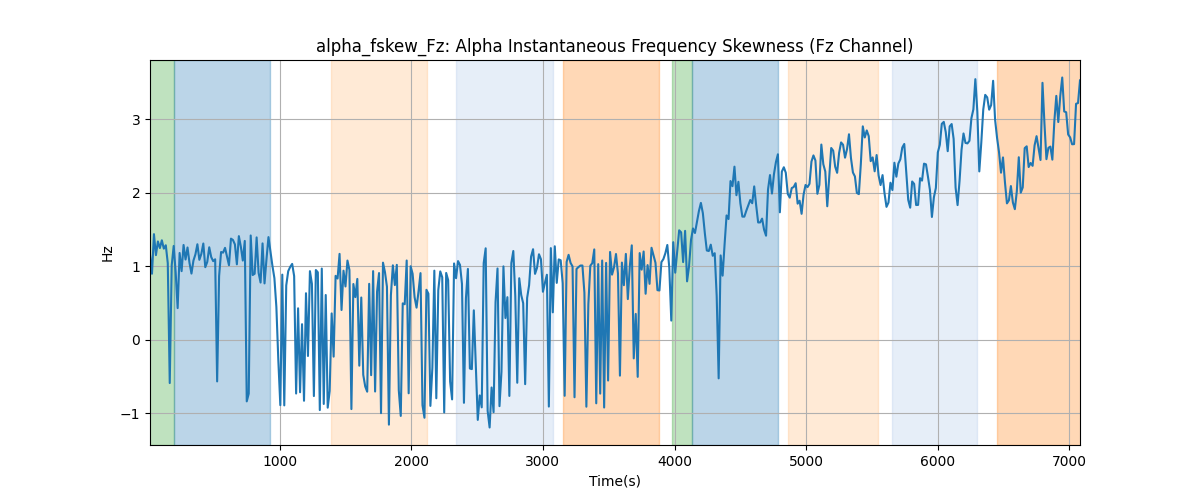 alpha_fskew_Fz: Alpha Instantaneous Frequency Skewness (Fz Channel)
Hz
3
2
1
0
−1
1000 2000 3000 4000 5000 6000 7000
Time(s)